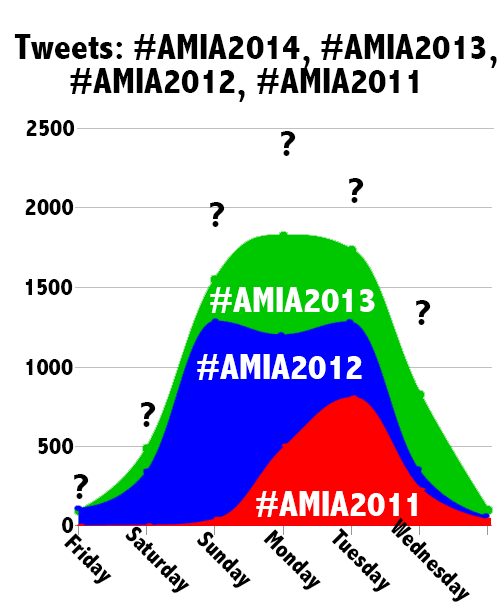 Tweets: #AMIA2014, #AMIA2013,
#AMIA2012, #AMIA2011
2500
?
2000
?
?
1500
#AMIA2013
?
1000
#AMIA2012
?
500
?
#AMIA2011
0
Friday
Saturday
Sunday
Monday
Tuesday
Wednesday